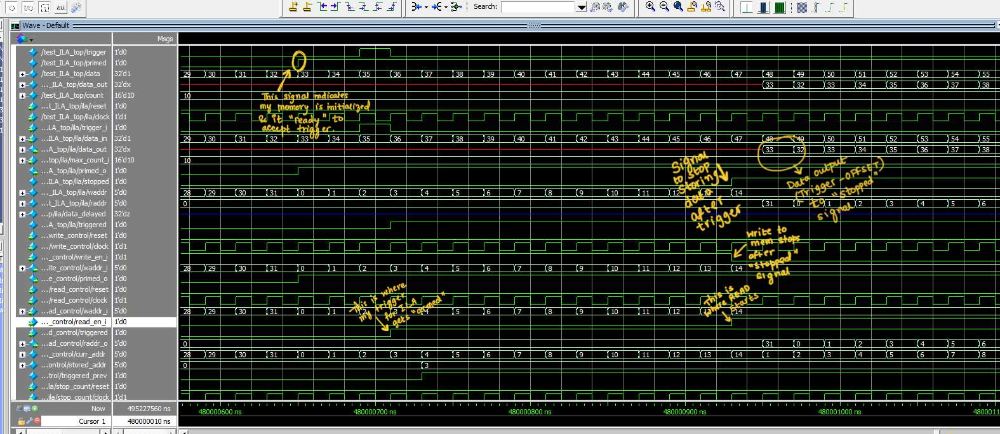 Search:
Wave - Default
Msgs
/test_ILA_top/trigger 1'd0
/test_ILA_top/primed 1'd0
/test_ILA_top/data 32'd1 29 30 31 32 33 34 35 36 37 38 39 40 41 42 43 44 45 46 47 48 49 50 51 52 53 54 55
..._ILA_top/data_out 32'dx 33 32 33 34 35 36 37 38
/test_ILA_top/count 16'd10 10
...t_ILA_top/ila/reset 1'd0
/test_ILA_top/ila/clock 1'd1
...LA_top/ila/trigger_i 1'd0
...ILA_top/ila/data_in 32'd1 29 30 31 32 33 34 35 36 37 38 39 40 41 42 43 44 45 46 47 48 49 50 51 52 53 54 55
...A_top/ila/data_out 32'dx 33 32 33 34 35 36 37 38
...top/ila/max_count_i 16'd10 10
...A_top/ila/primed_o 1'd0
...ILA_top/ila/stopped 1'd0
..._ILA_top/ila/waddr 5'd0 28 29 30 31 0 1 2 3 4 5 6 7 8 9 10 11 12 13 14
...t_ILA_top/ila/raddr 5'd0 0 31 0 1 2 3 4 5 6
...p/ila/data_delayed 32'dz
...A_top/ila/triggered 1'd0
...write_control/reset 1'd0
.../write_control/clock 1'd1
..._control/write_en_i 1'd1
...ite_control/waddr_i 5'd0 28 29 30 31 0 1 2 3 4 5 6 7 8 9 10 11 12 13 14
...e_control/primed_o 1'd0
.../read_control/reset 1'd0
.../read_control/clock 1'd1
...ad_control/waddr_i 5'd0 28 29 30 31 0 1 2 3 4 5 6 7 8 9 10 11 12 13 14
..._control/read_en_i 1'd0
...d_control/triggered 1'd0
...ad_control/raddr_o 5'd0 0 31 0 1 2 3 4 5 6
..._control/curr_addr 5'd0 28 29 30 31 0 1 2 3 4 5 6 7 8 9 10 11 12 13 14 1 2 3 4 5 6 7 8
...ontrol/stored_addr 5'd0 0 3
...trol/triggered_prev 1'd0
...la/stop_count/reset 1'd0
...ila/stop_count/clock 1'd1
This signal indicates
my memory is initialized
& it "ready" to
accept trigger.
Signal
to stop
storing
data
after
trigger
Data output
(Trigger - OFFSET)
to "stopped"
signal
Write to
mem stops
after
"stopped"
signal
This is where
my trigger
for ILA
gets "armed"
This is
where READ
starts
Now 495227560 ns
Cursor 1 480000010 ns
480000600 ns 480000700 ns 480000800 ns 480000900 ns 480001000 ns 4800011